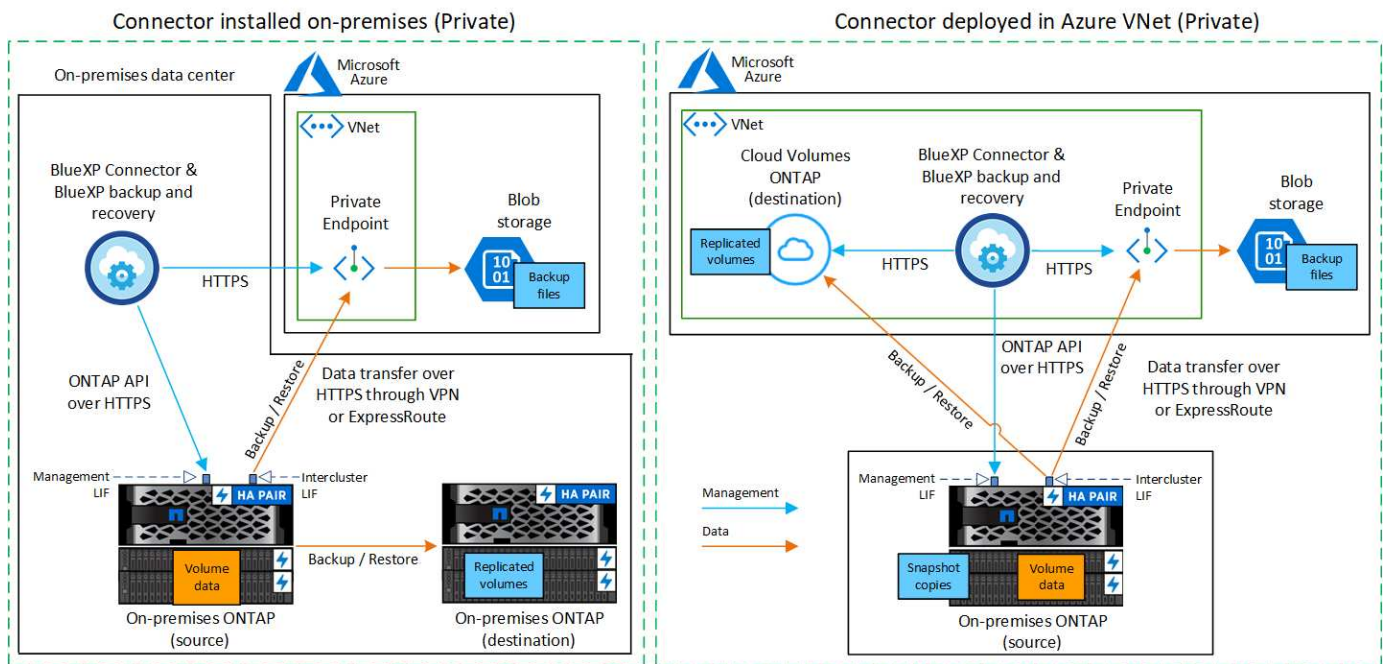 Connector installed on-premises (Private)
On-premises data center
Microsoft
Azure
VNet
BlueXP Connector &
BlueXP backup and
recovery
Private
Endpoint
Blob
storage
10
01
Backup
files
HTTPS
ONTAP API
over HTTPS
Backup / Restore
Data transfer over
HTTPS through VPN
or ExpressRoute
Management
LIF
Intercluster
LIF
HA PAIR
HA PAIR
Backup / Restore
Volume
data
Replicated
volumes
On-premises ONTAP
(source)
On-premises ONTAP
(destination)
Connector deployed in Azure VNet (Private)
Microsoft
Azure
VNet
Cloud Volumes
ONTAP
(destination)
BlueXP Connector &
BlueXP backup and
recovery
Private
Endpoint
Blob
storage
Replicated
volumes
10
01
Backup
files
HTTPS
HTTPS
ONTAP API
over HTTPS
Backup / Restore
Backup / Restore
Data transfer over
HTTPS through VPN
or ExpressRoute
Management
LIF
Intercluster
LIF
HA PAIR
Management
Data
Snapshot
copies
Volume
data
On-premises ONTAP
(source)